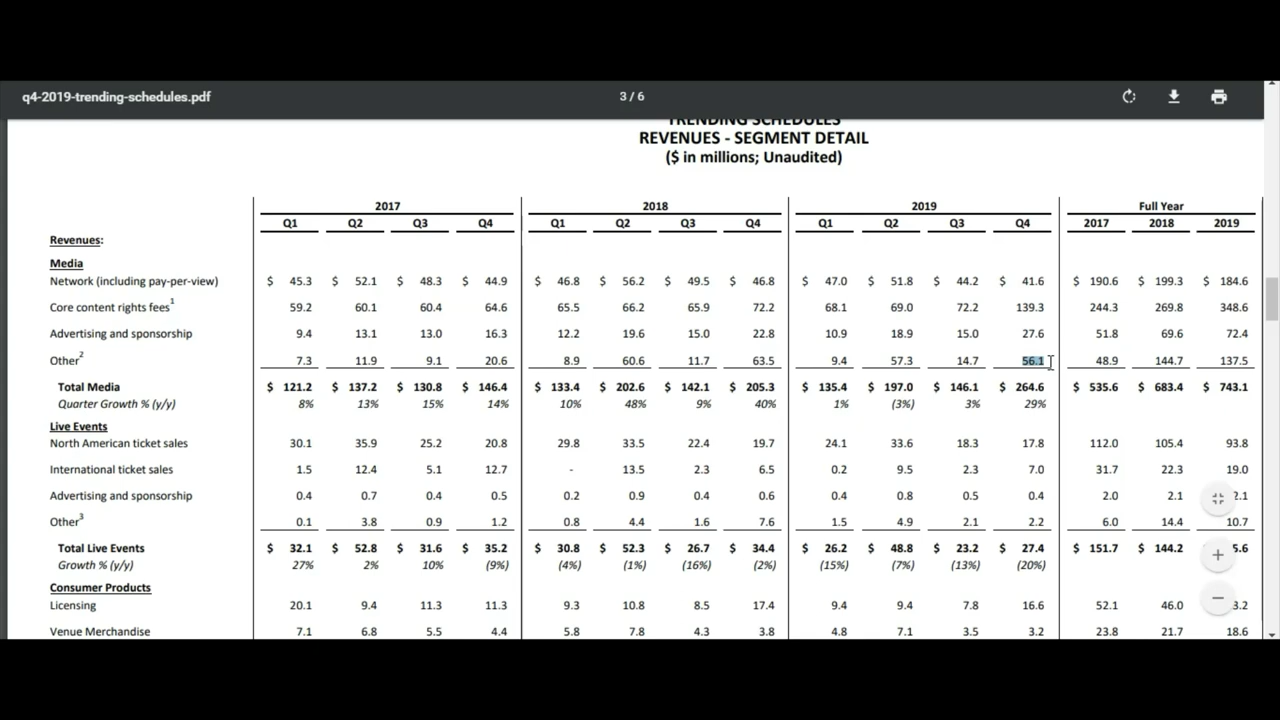 q4-2019-trending-schedules.pdf 3 / 6
TRENDING SCHEDULES
REVENUES - SEGMENT DETAIL
($ in millions; Unaudited)
2017 2018 2019 Full Year
Q1 Q2 Q3 Q4 Q1 Q2 Q3 Q4 Q1 Q2 Q3 Q4 2017 2018 2019
Revenues:
Media
Network (including pay-per-view) $ 45.3 $ 52.1 $ 48.3 $ 44.9 $ 46.8 $ 56.2 $ 49.5 $ 46.8 $ 47.0 $ 51.8 $ 44.2 $ 41.6 $ 190.6 $ 199.3 $ 184.6
Core content rights fees1 59.2 60.1 60.4 64.6 65.5 66.2 65.9 72.2 68.1 69.0 72.2 139.3 244.3 269.8 348.6
Advertising and sponsorship 9.4 13.1 13.0 16.3 12.2 19.6 15.0 22.8 10.9 18.9 15.0 27.6 51.8 69.6 72.4
Other2 7.3 11.9 9.1 20.6 8.9 60.6 11.7 63.5 9.4 57.3 14.7 56.1 48.9 144.7 137.5
Total Media $ 121.2 $ 137.2 $ 130.8 $ 146.4 $ 133.4 $ 202.6 $ 142.1 $ 205.3 $ 135.4 $ 197.0 $ 146.1 $ 264.6 $ 535.6 $ 683.4 $ 743.1
Quarter Growth % (y/y) 8% 13% 15% 14% 10% 48% 9% 40% 1% (3%) 3% 29%
Live Events
North American ticket sales 30.1 35.9 25.2 20.8 29.8 33.5 22.4 19.7 24.1 33.6 18.3 17.8 112.0 105.4 93.8
International ticket sales 1.5 12.4 5.1 12.7 - 13.5 2.3 6.5 0.2 9.5 2.3 7.0 31.7 22.3 19.0
Advertising and sponsorship 0.4 0.7 0.4 0.5 0.2 0.9 0.4 0.6 0.4 0.8 0.5 0.4 2.0 2.1 2.1
Other3 0.1 3.8 0.9 1.2 0.8 4.4 1.6 7.6 1.5 4.9 2.1 2.2 6.0 14.4 10.7
Total Live Events $ 32.1 $ 52.8 $ 31.6 $ 35.2 $ 30.8 $ 52.3 $ 26.7 $ 34.4 $ 26.2 $ 48.8 $ 23.2 $ 27.4 $ 151.7 $ 144.2
Growth % (y/y) 27% 2% 10% (9%) (4%) (1%) (16%) (2%) (15%) (7%) (13%) (20%)
Consumer Products
Licensing 20.1 9.4 11.3 11.3 9.3 10.8 8.5 17.4 9.4 9.4 7.8 16.6 52.1 46.0
Venue Merchandise 7.1 6.8 5.5 4.4 5.8 7.8 4.3 3.8 4.8 7.1 3.5 3.2 23.8 21.7 18.6